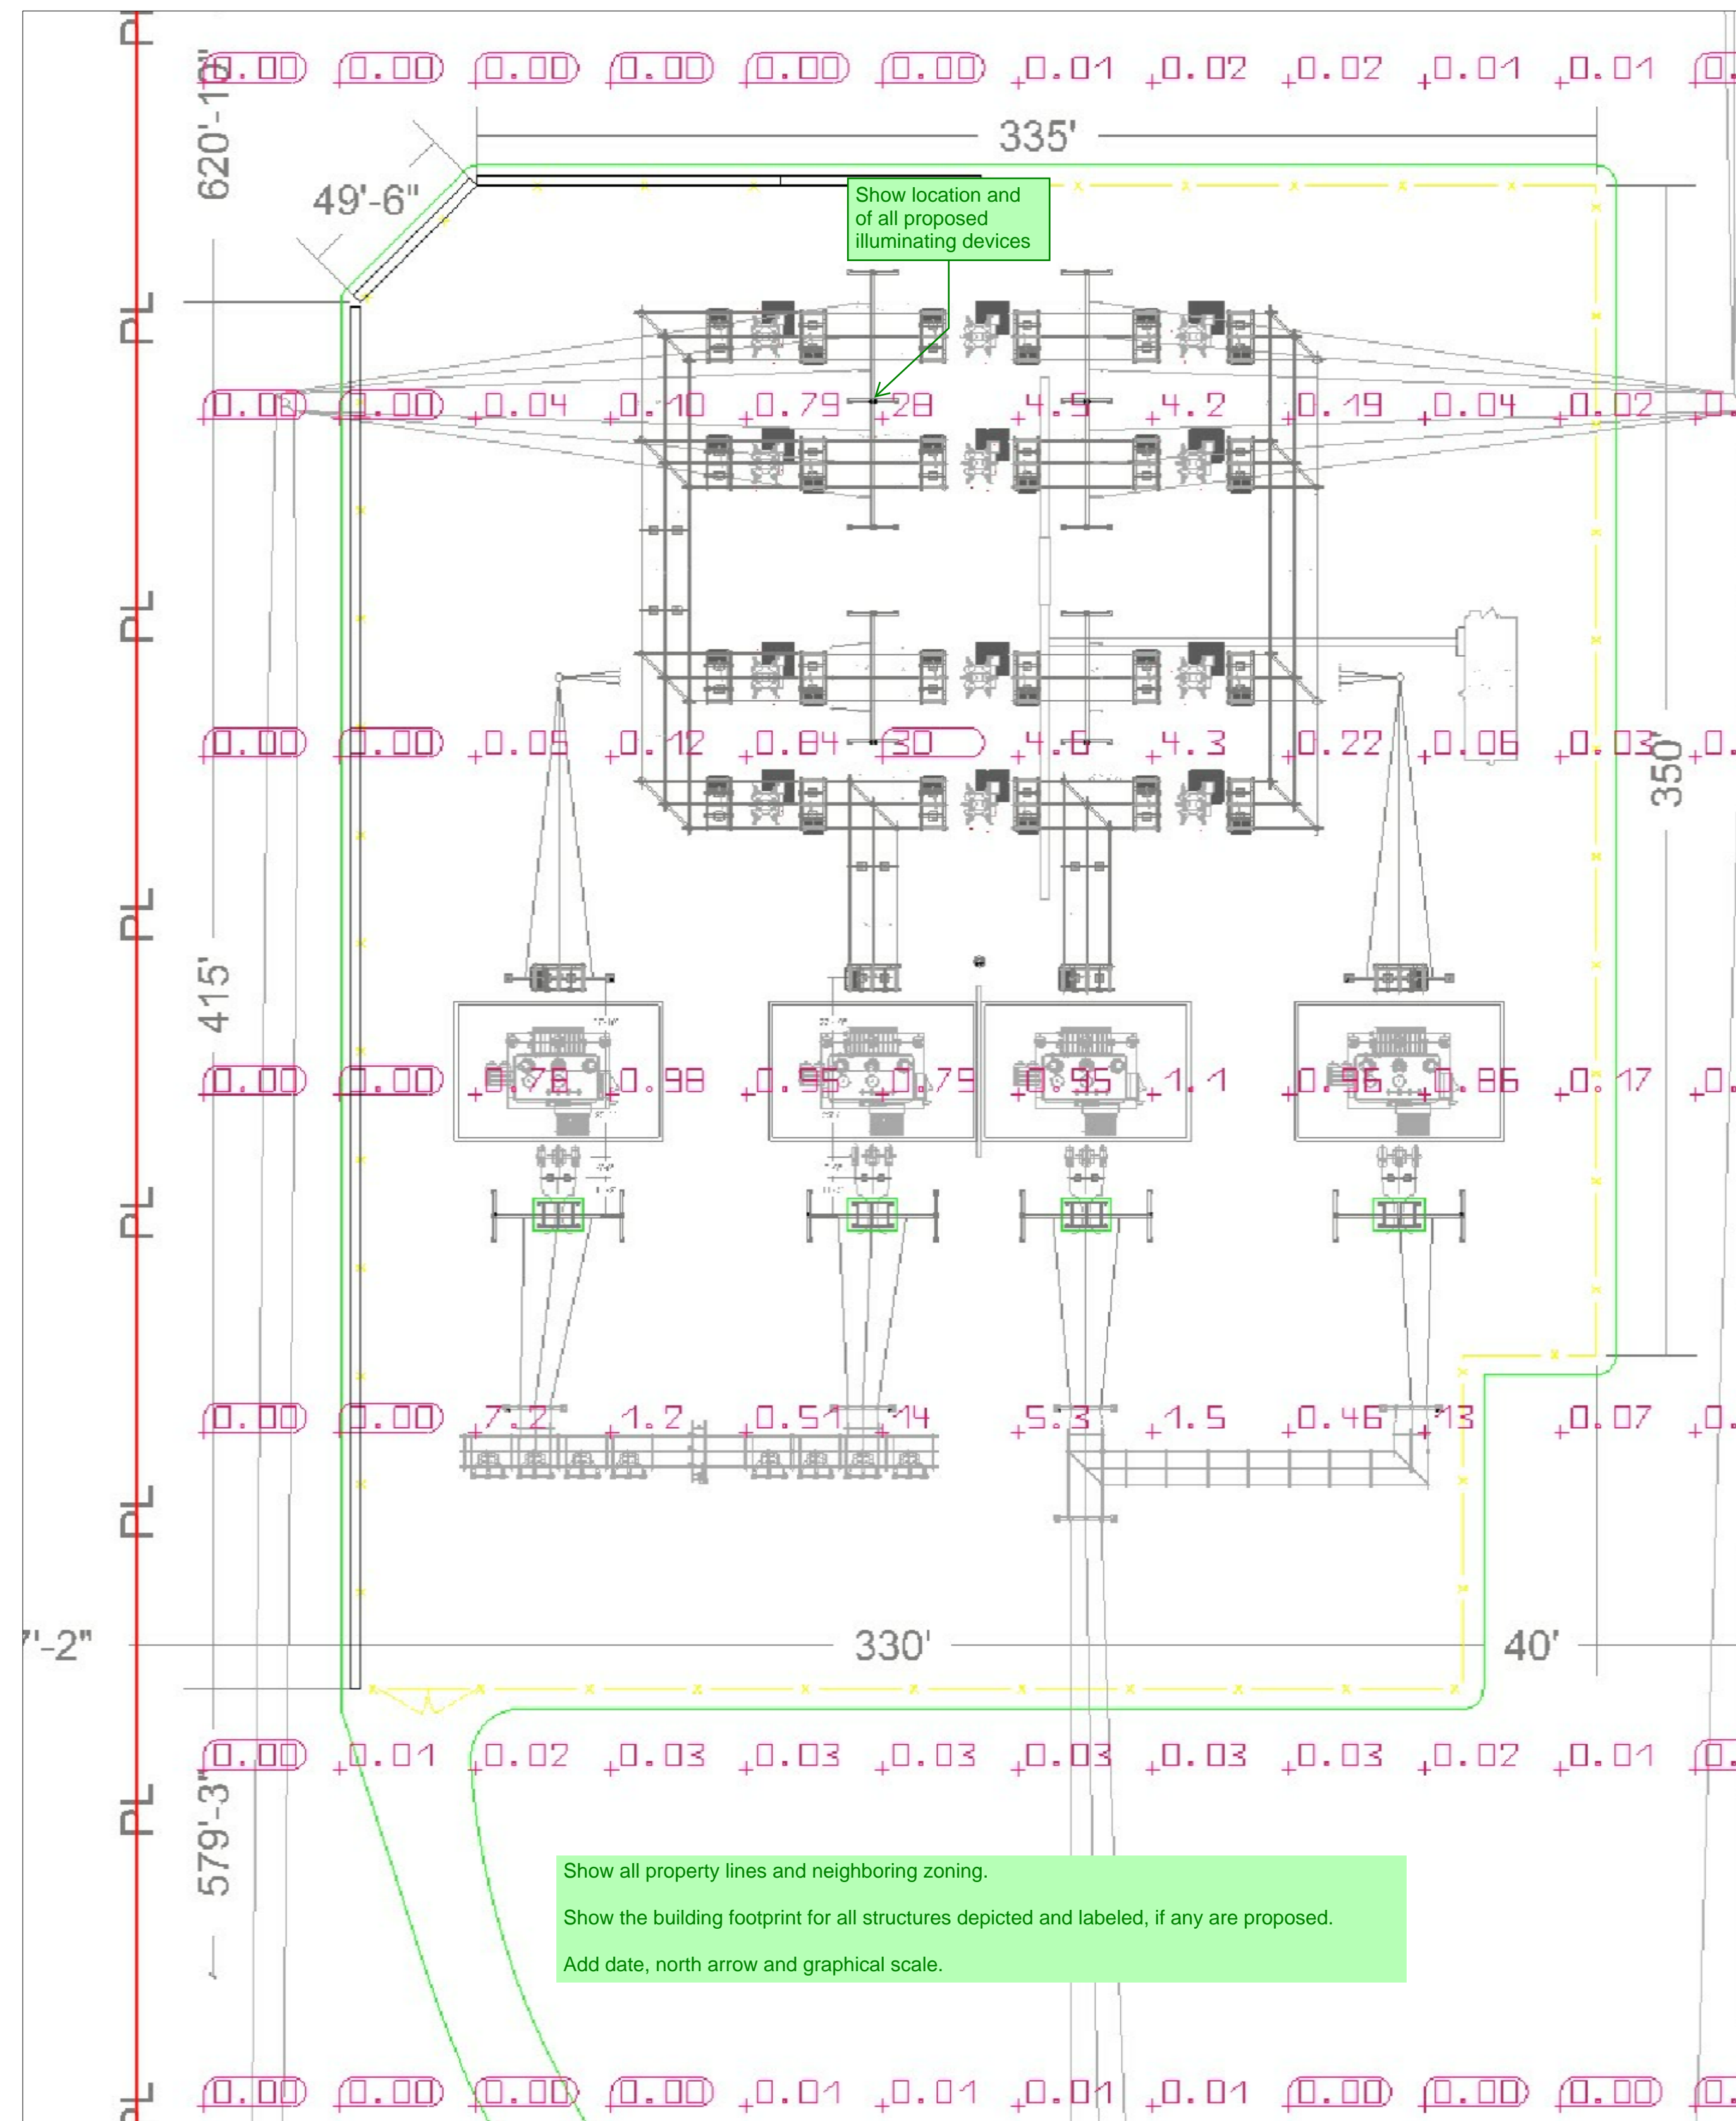 0.00 0.00 0.00 0.00 0.00 0.00 0.01 0.02 0.02 0.01 0.01
335'
49'-6"
Show location and
of all proposed
illuminating devices
PL
0.00 0.00 0.04 0.10 0.79 28 4.9 4.2 0.19 0.04 0.02
PL
0.00 0.00 0.05 0.12 0.84 30 4.6 4.3 0.22 0.06 0.03
350'
PL
415'
0.00 0.00 0.76 0.98 0.95 0.75 0.95 1.1 0.96 0.86 0.17
PL
0.00 0.00 7.2 1.2 0.51 14 5.3 1.5 0.46 13 0.07
PL
7'-2" 330' 40'
0.00 0.01 0.02 0.03 0.03 0.03 0.03 0.03 0.03 0.02 0.01
PL
579'-3"
Show all property lines and neighboring zoning.
Show the building footprint for all structures depicted and labeled, if any are proposed.
Add date, north arrow and graphical scale.
0.00 0.00 0.00 0.00 0.01 0.01 0.01 0.01 0.00 0.00 0.00